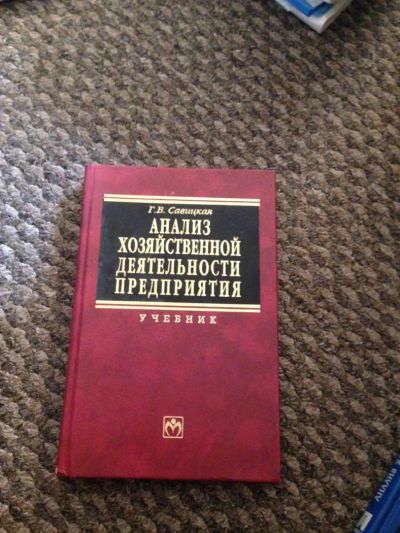 Г.В. Савицкая
АНАЛИЗ
ХОЗЯЙСТВЕННОЙ
ДЕЯТЕЛЬНОСТИ
ПРЕДПРИЯТИЯ
УЧЕБНИК